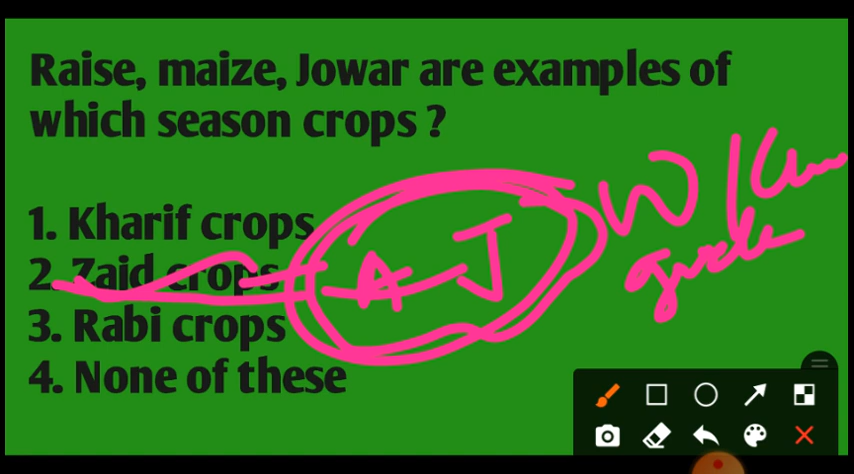 Raise, maize, Jowar are examples of
which season crops ?
1. Kharif crops
2. Zaid crops
3. Rabi crops
4. None of these
A J